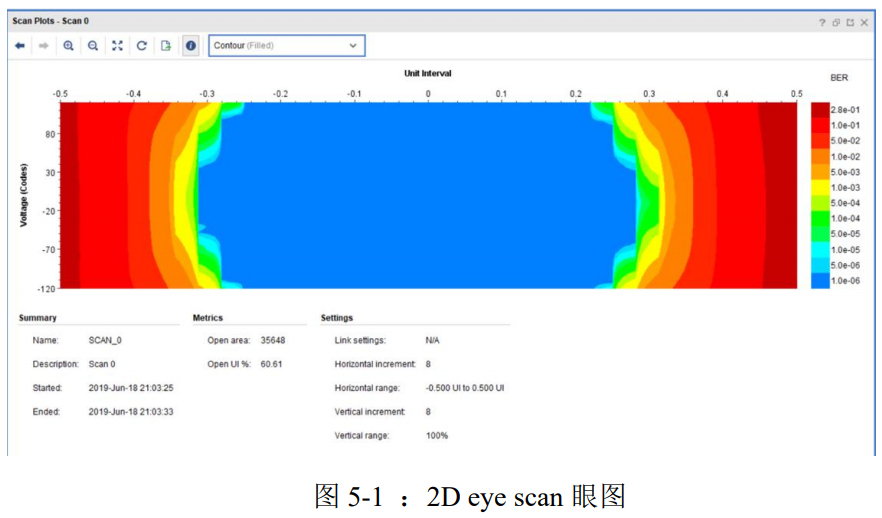 Scan Plots - Scan 0
Contour (Filled)
Unit Interval
BER
-0.5 -0.4 -0.3 -0.2 -0.1 0 0.1 0.2 0.3 0.4 0.5
Voltage (Codes)
80
30
-20
-70
-120
2.8e-01
1.0e-01
5.0e-02
1.0e-02
5.0e-03
1.0e-03
5.0e-04
1.0e-04
5.0e-05
1.0e-05
5.0e-06
1.0e-06
Summary
Name: SCAN_0
Description: Scan 0
Started: 2019-Jun-18 21:03:25
Ended: 2019-Jun-18 21:03:33
Metrics
Open area: 35648
Open UI %: 60.61
Settings
Link settings: N/A
Horizontal increment: 8
Horizontal range: -0.500 UI to 0.500 UI
Vertical increment: 8
Vertical range: 100%
图 5-1 ：2D eye scan 眼图